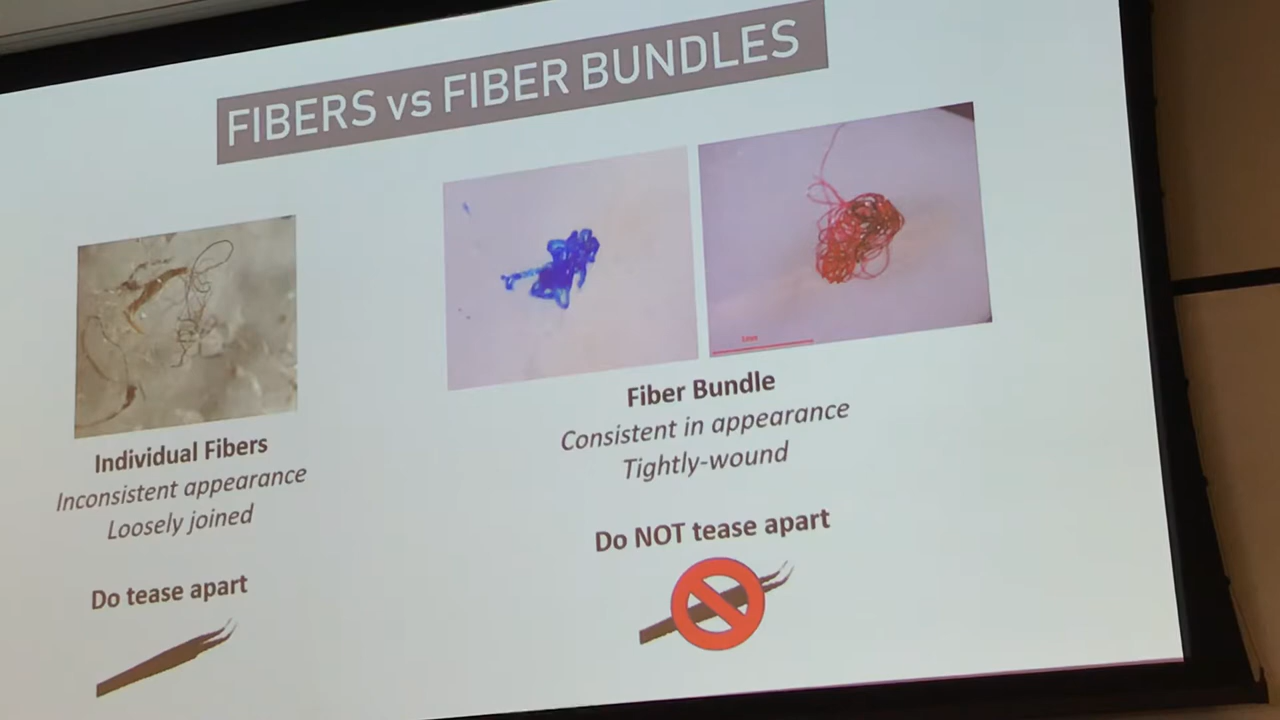 FIBERS vs FIBER BUNDLES
Individual Fibers
Inconsistent appearance
Loosely joined
Do tease apart
Fiber Bundle
Consistent in appearance
Tightly-wound
Do NOT tease apart